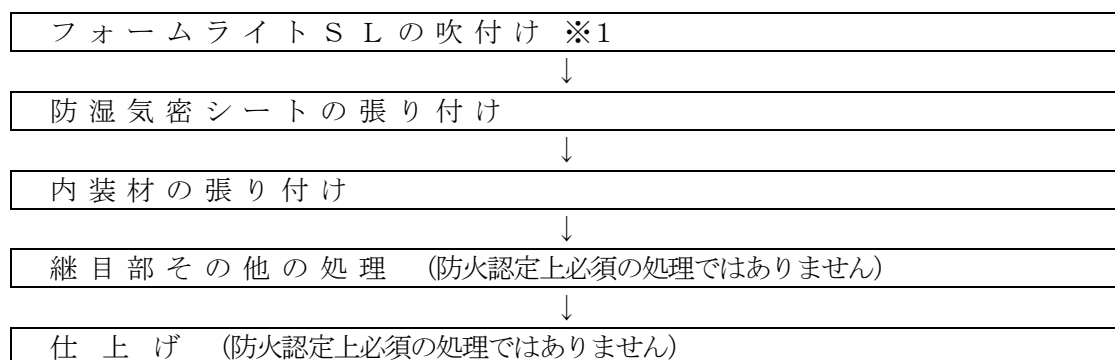 フォームライトＳＬの吹付け ※1
↓
防湿気密シートの張り付け
↓
内装材の張り付け
↓
継目部その他の処理 (防火認定上必須の処理ではありません)
↓
仕上げ (防火認定上必須の処理ではありません)